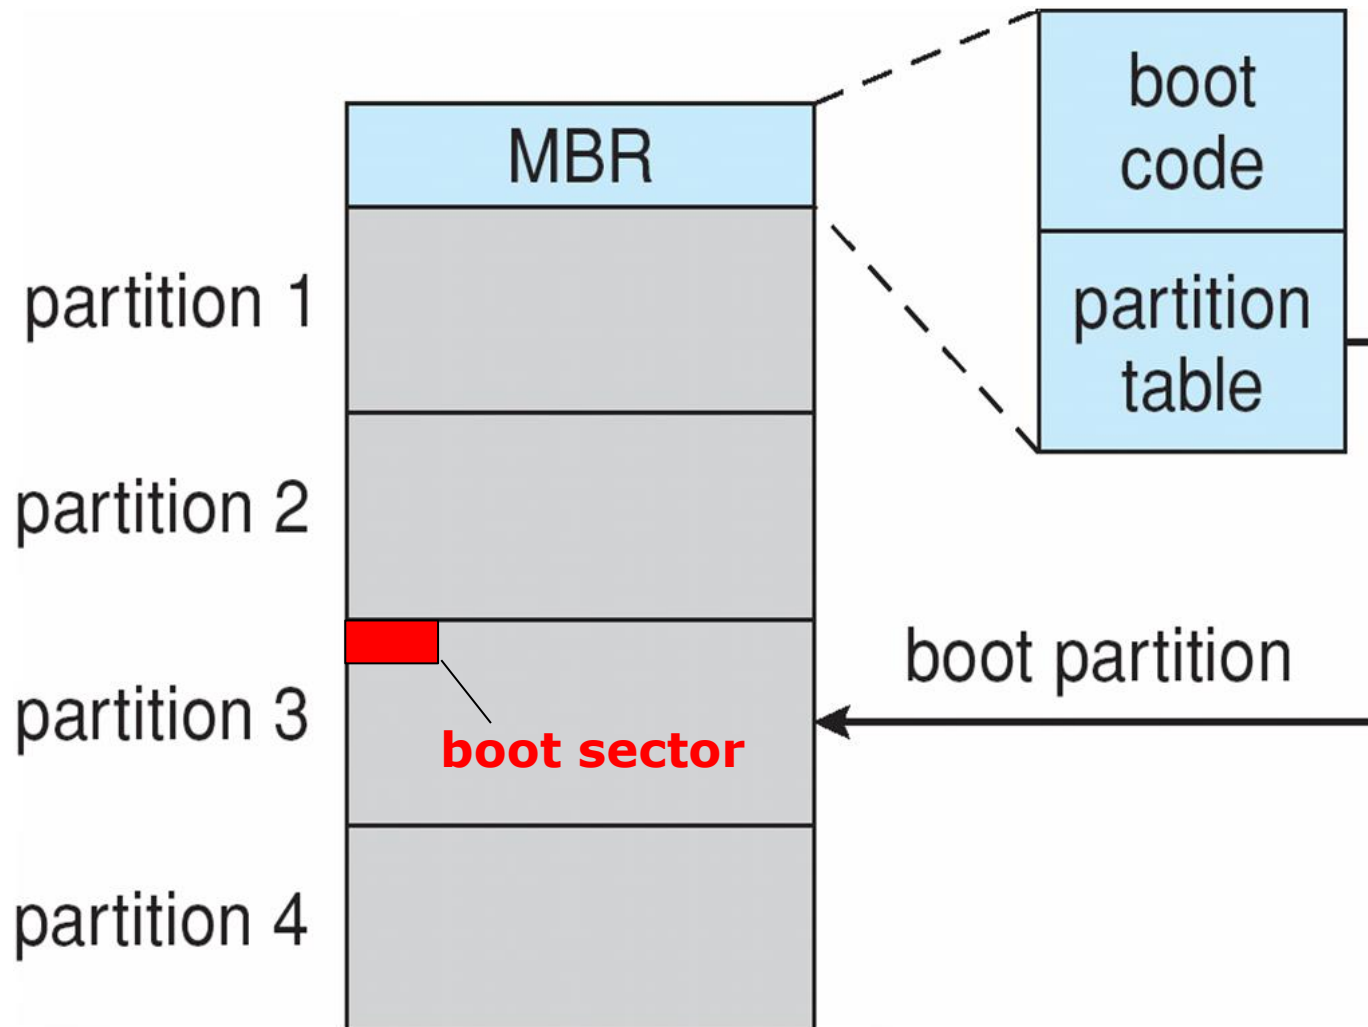 boot
code
MBR
partition
table
partition 1
partition 2
boot partition
partition 3
boot sector
partition 4